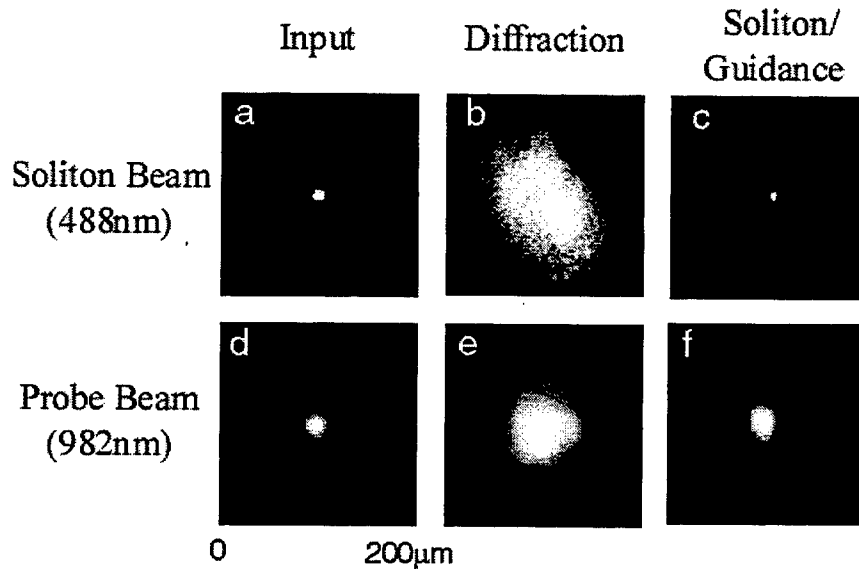 Input Diffraction Soliton/
Guidance
a b c
Soliton Beam
(488nm)
d e f
Probe Beam
(982nm)
0 200μm